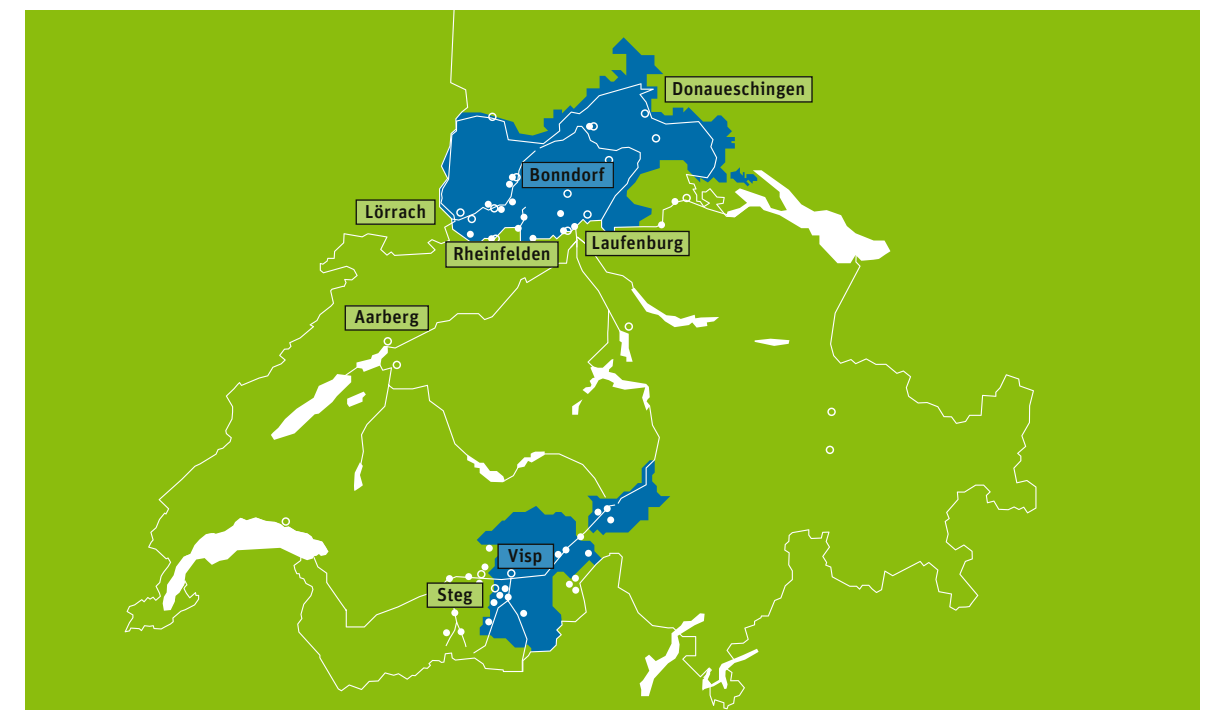 Donaueschingen
Bonndorf
Lörrach
Laufenburg
Rheinfelden
Aarberg
Visp
Steg